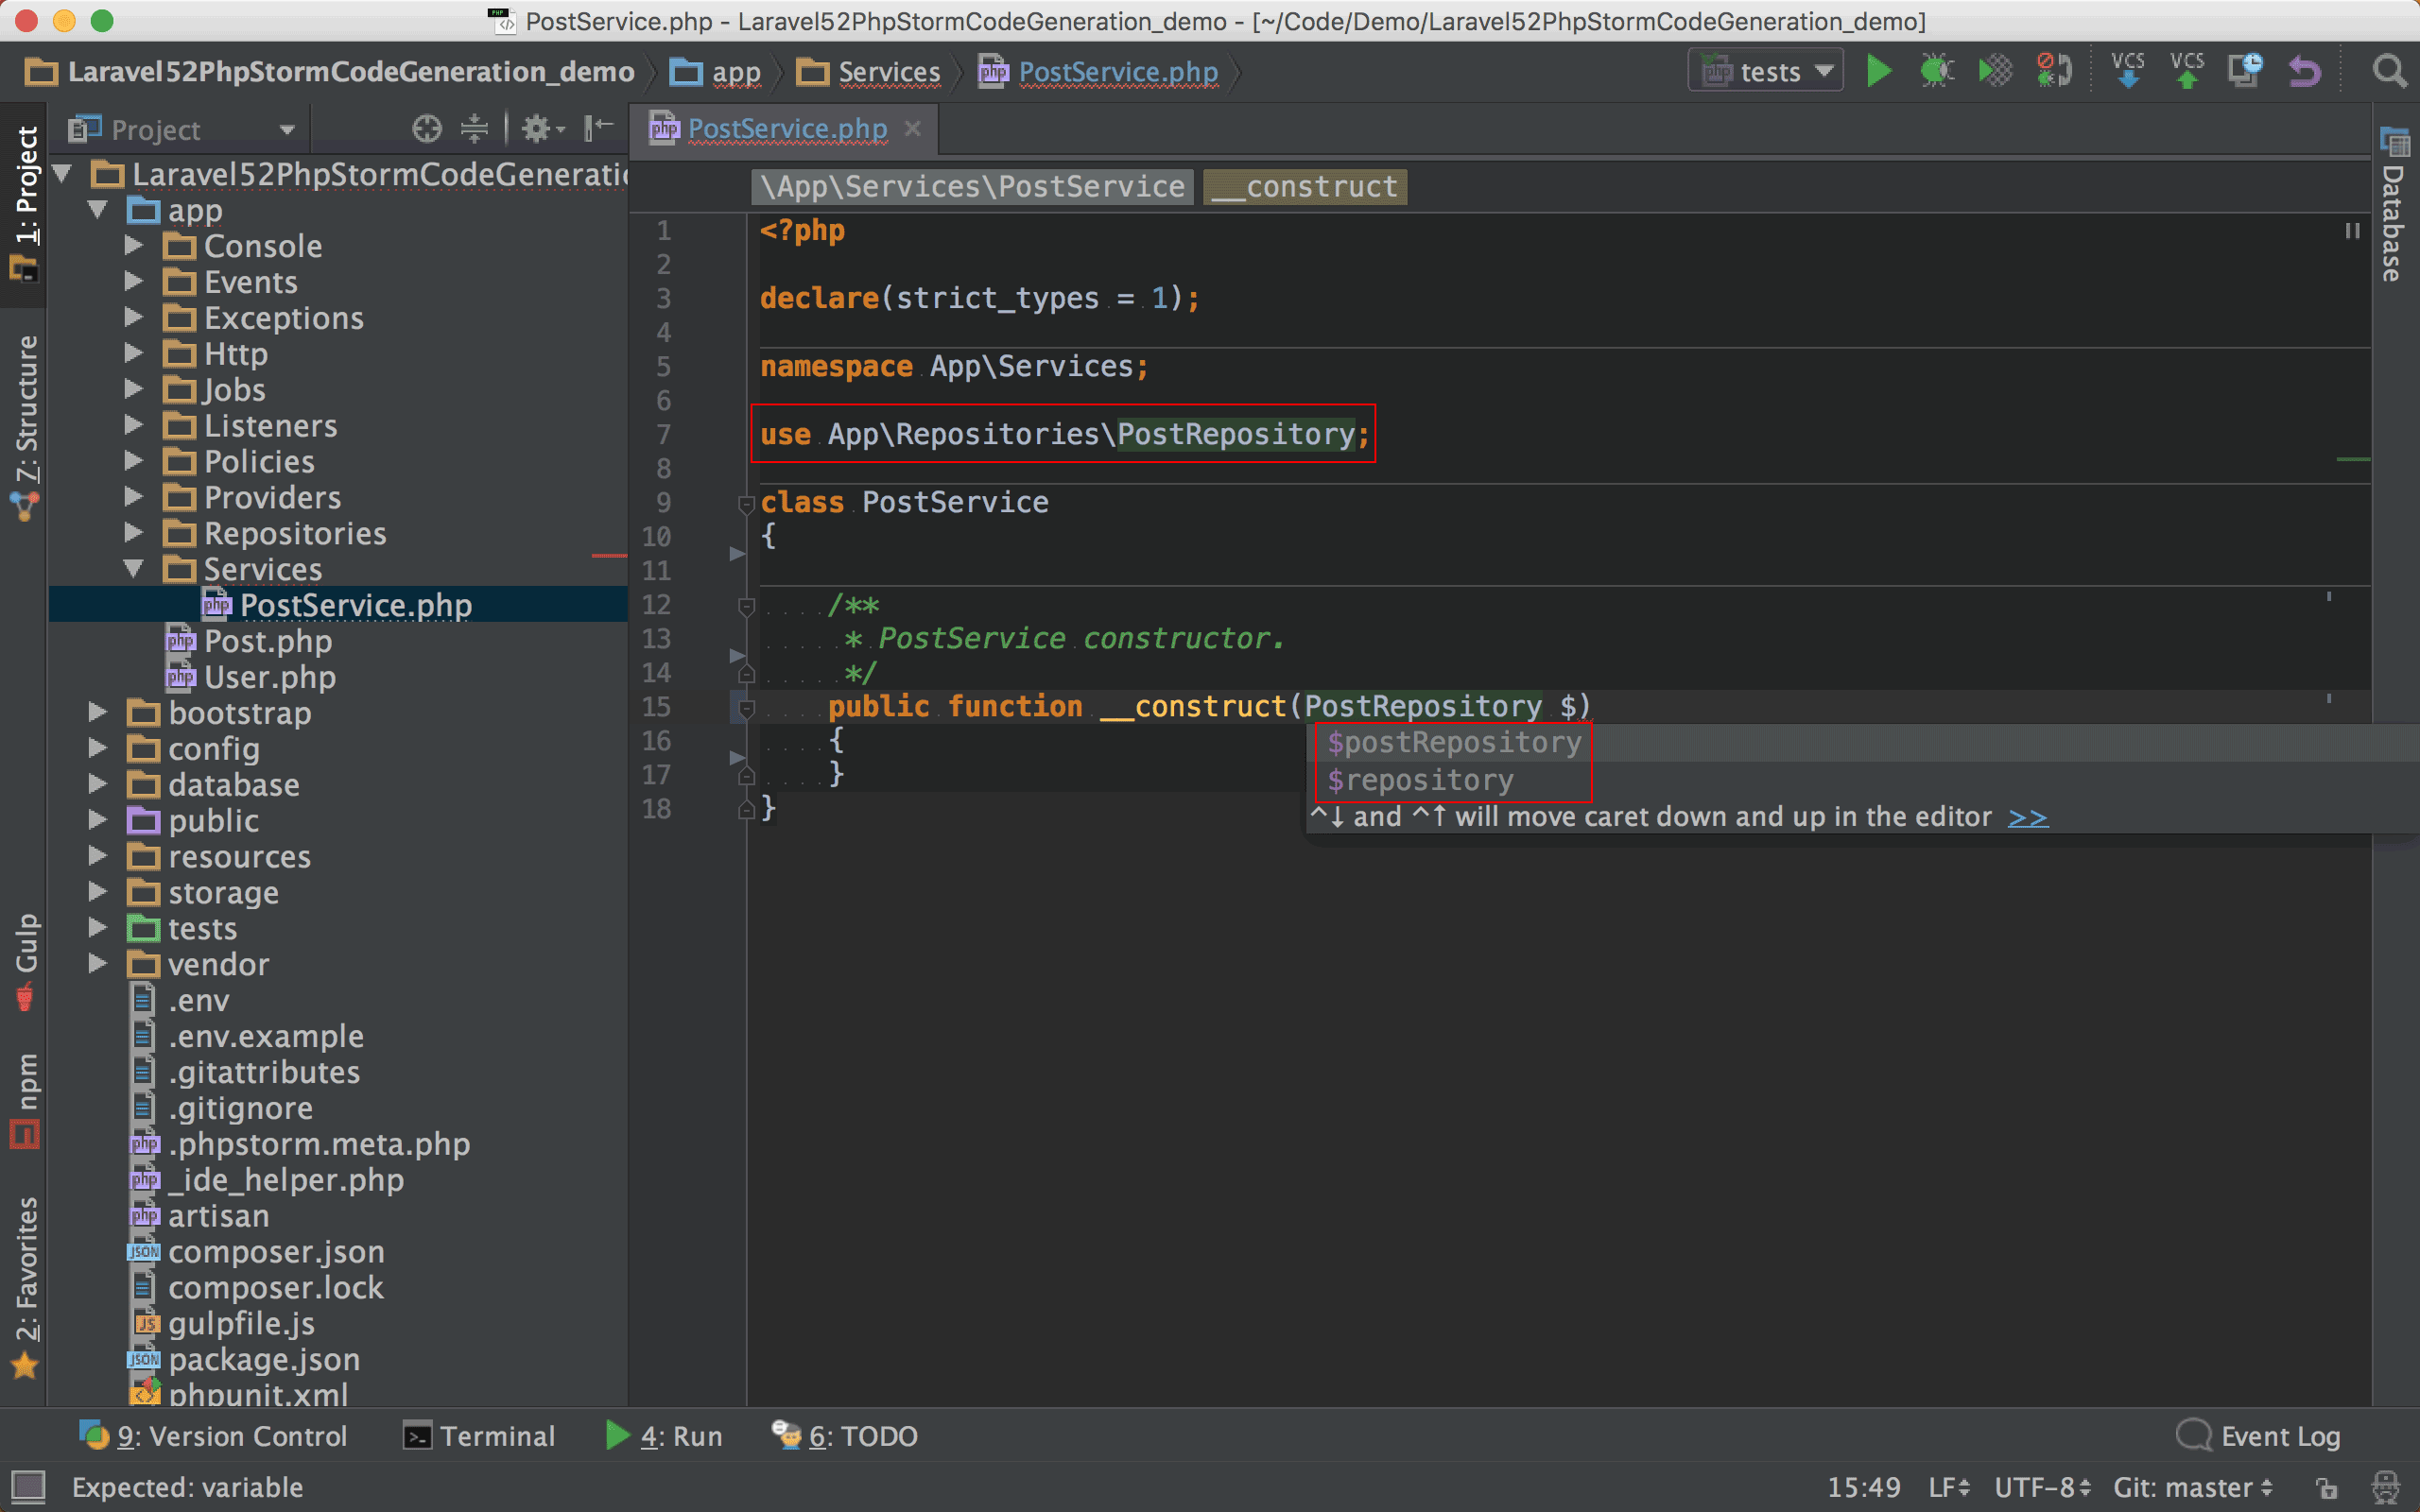 PostService.php - Laravel52PhpStormCodeGeneration_demo - [~/Code/Demo/Laravel52PhpStormCodeGeneration_demo]
Laravel52PhpStormCodeGeneration_demo app Services PostService.php tests VCS VCS
1: Project
7: Structure
Gulp
npm
2: Favorites
Project
Laravel52PhpStormCodeGeneratio
app
Console
Events
Exceptions
Http
Jobs
Listeners
Policies
Providers
Repositories
Services
PostService.php
Post.php
User.php
bootstrap
config
database
public
resources
storage
tests
vendor
.env
.env.example
.gitattributes
.gitignore
.phpstorm.meta.php
_ide_helper.php
artisan
composer.json
composer.lock
gulpfile.js
package.json
phpunit.xml
PostService.php
\App\Services\PostService __construct
1 <?php
2
3 declare(strict_types = 1);
4
5 namespace App\Services;
6
7 use App\Repositories\PostRepository;
8
9 class PostService
10 {
11
12 /**
13 * PostService constructor.
14 */
15 public function __construct(PostRepository $)
16 {
17 }
18 }
$postRepository
$repository
^↓ and ^↑ will move caret down and up in the editor >>
Database
9: Version Control Terminal 4: Run 6: TODO Event Log
Expected: variable 15:49 LF UTF-8 Git: master